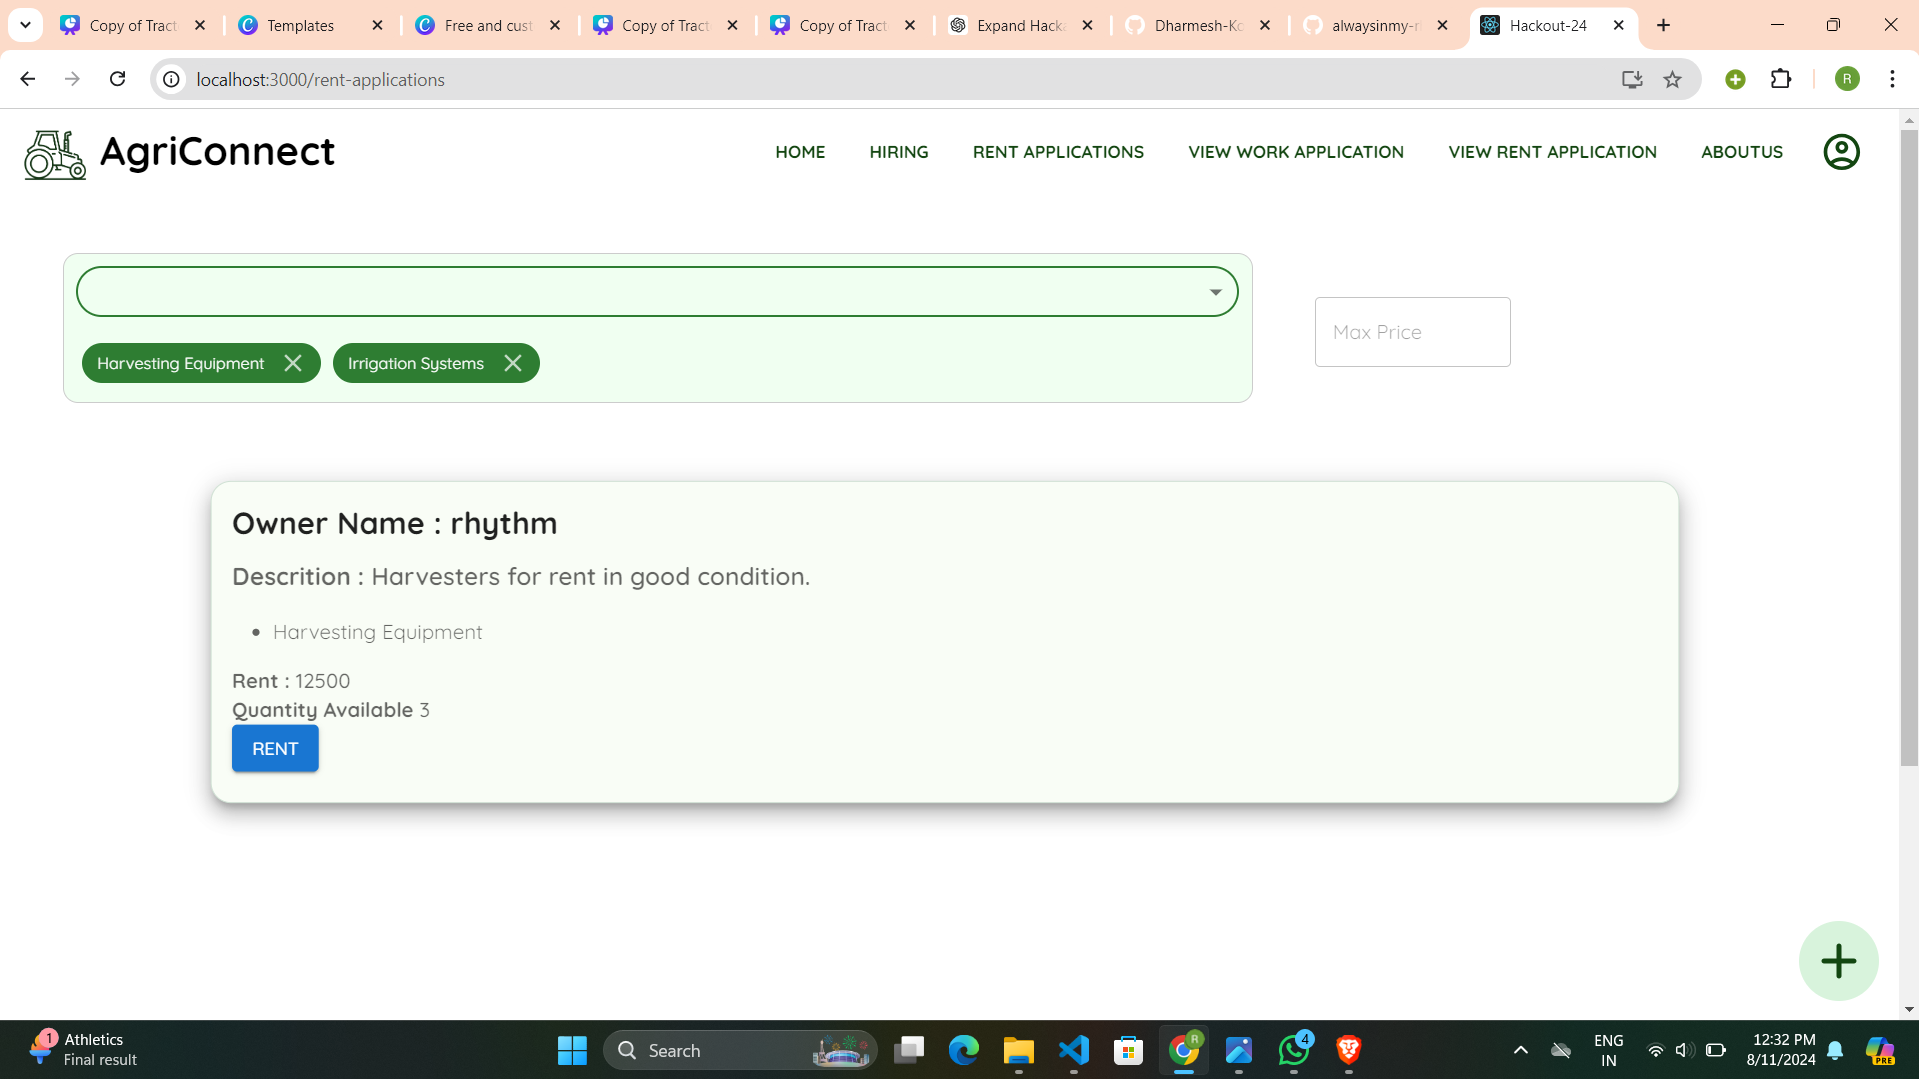 Copy of Tract
Templates
Free and cust
Copy of Tract
Copy of Tract
Expand Hack
Dharmesh-Ko
alwaysinmy-r
Hackout-24
localhost:3000/rent-applications
R
AgriConnect
HOME
HIRING
RENT APPLICATIONS
VIEW WORK APPLICATION
VIEW RENT APPLICATION
ABOUTUS
Max Price
Harvesting Equipment
Irrigation Systems
Owner Name : rhythm
Descrition : Harvesters for rent in good condition.
Harvesting Equipment
Rent : 12500
Quantity Available 3
RENT
1
Athletics
Final result
Search
R
4
ENG
IN
12:32 PM
8/11/2024
PRE